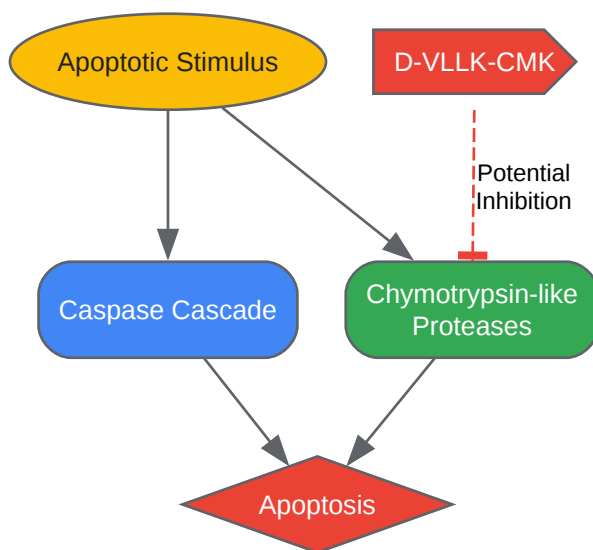 Apoptotic Stimulus
D-VLLK-CMK
Potential
Inhibition
Caspase Cascade
Chymotrypsin-like
Proteases
Apoptosis